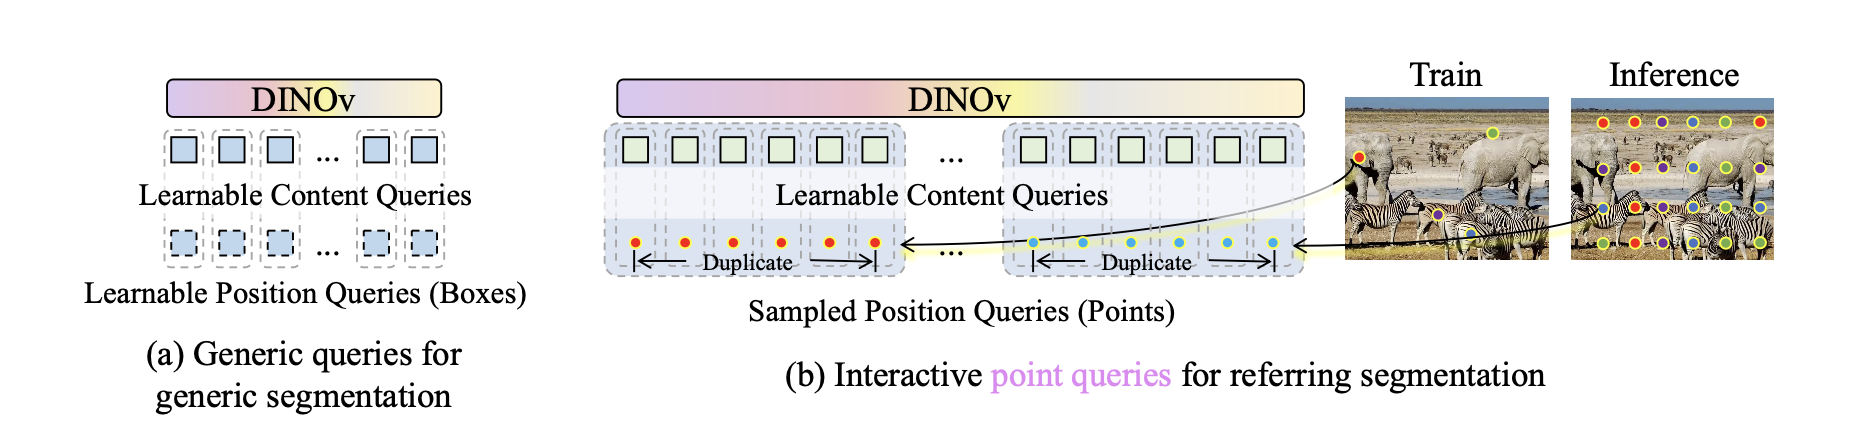 DINOv
...
Learnable Content Queries
...
Learnable Position Queries (Boxes)
(a) Generic queries for
generic segmentation
DINOv
...
Learnable Content Queries
...
Duplicate
Duplicate
Sampled Position Queries (Points)
Train
Inference
(b) Interactive point queries for referring segmentation